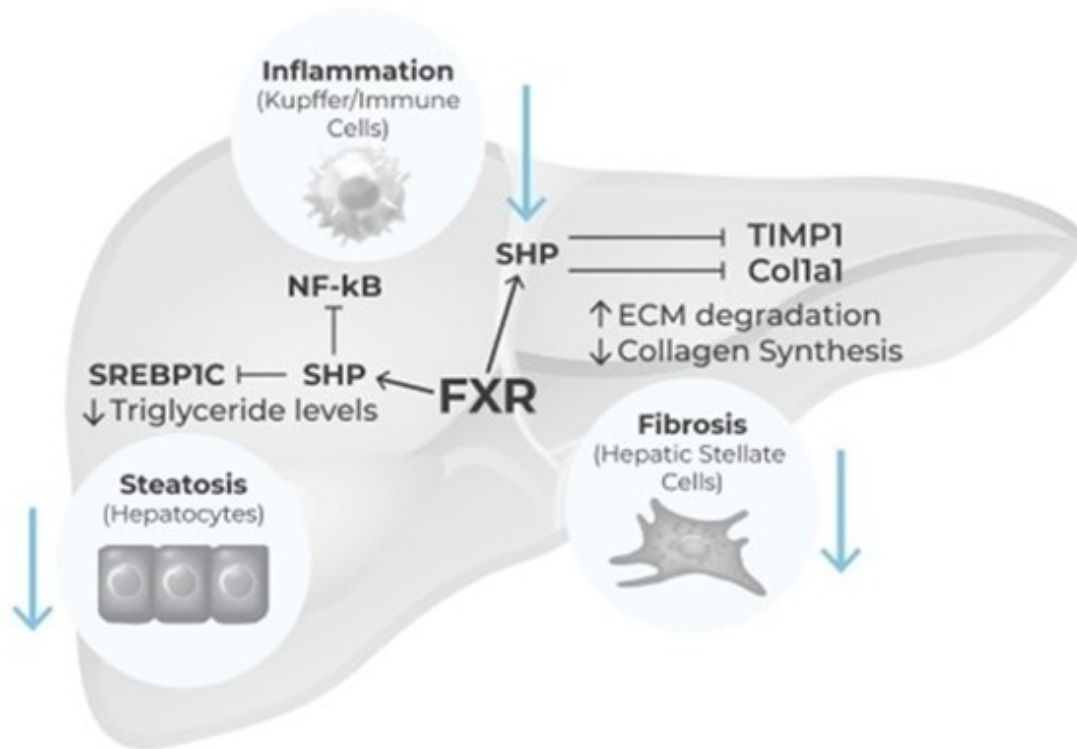 Inflammation
(Kupffer/Immune
Cells)
NF-kB
SREBP1C
SHP
FXR
↓ Triglyceride levels
SHP
TIMP1
Col1a1
↑ ECM degradation
↓ Collagen Synthesis
Steatosis
(Hepatocytes)
Fibrosis
(Hepatic Stellate
Cells)